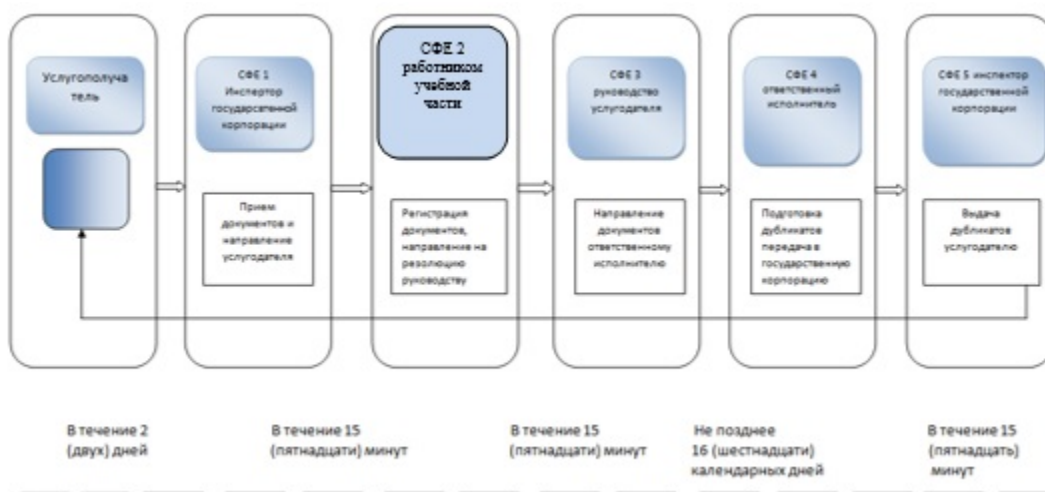 Услугополуча
тель
СФЕ 1
Инспертор
государсвтенной
корпорации
Прием
документов и
направление
услугодателя
СФЕ 2
работником
учебной
части
Регистрация
документов,
направление на
резолюцию
руководству
СФЕ 3
руководство
услугодателя
Направление
документов
ответственному
исполнителю
СФЕ 4
ответственный
исполнитель
Подготовка
дубликатов
передача в
государственную
корпорацию
СФЕ 5 инспектор
государственной
корпорации
Выдача
дубликатов
услугодателю
В течение 2
(двух) дней
В течение 15
(пятнадцати) минут
В течение 15
(пятнадцати) минут
Не позднее
16 (шестнадцати)
календарных дней
В течение 15
(пятнадцать)
минут